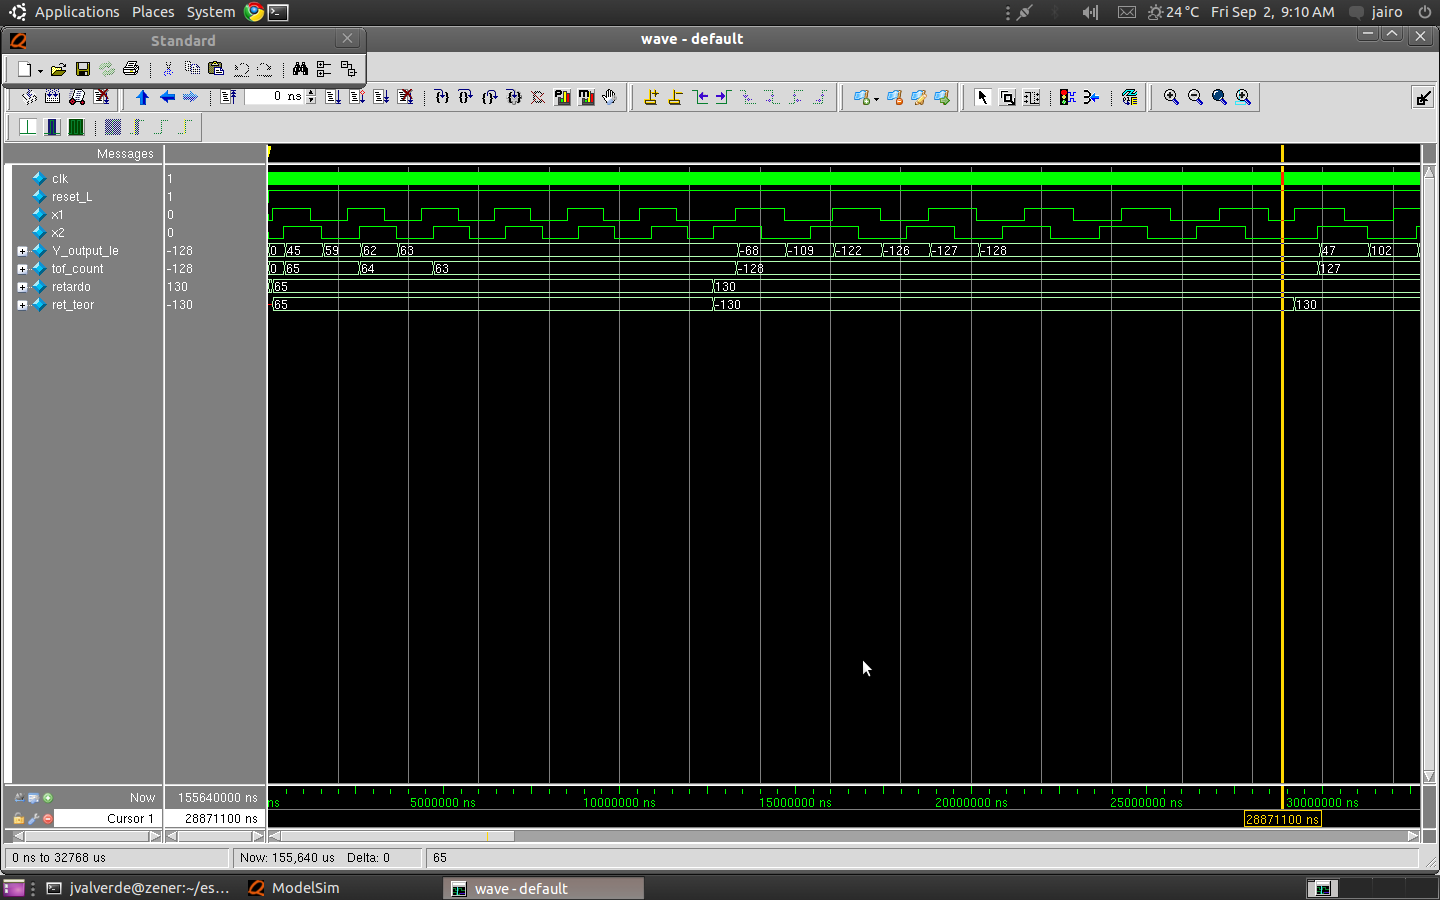 Applications Places System 24 °C Fri Sep 2, 9:10 AM jairo
Standard
wave - default
0 ns
Messages
clk 1
reset_L 1
x1 0
x2 0
Y_output_le -128 0 45 59 62 63 -68 -109 -122 -126 -127 -128 47 102
tof_count -128 0 65 64 63 -128 127
retardo 130 65 130
ret_teor -130 65 -130 130
Now 155640000 ns ns 5000000 ns 10000000 ns 15000000 ns 20000000 ns 25000000 ns 30000000 ns
Cursor 1 28871100 ns 28871100 ns
0 ns to 32768 us Now: 155,640 us Delta: 0 65
jvalverde@zener:~/es... ModelSim wave - default